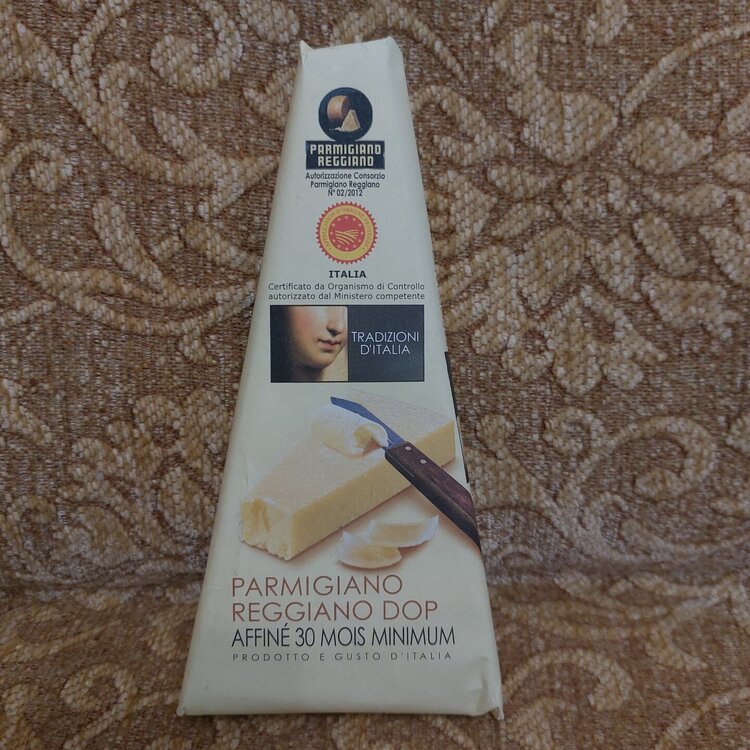 PARMIGIANO
REGGIANO
Autorizzazione Consorzio
Parmigiano Reggiano
N° 02/2012
ITALIA
Certificato da Organismo di Controllo
autorizzato dal Ministero competente
TRADIZIONI
D'ITALIA
PARMIGIANO
REGGIANO DOP
AFFINÉ 30 MOIS MINIMUM
PRODOTTO E GUSTO D'ITALIA